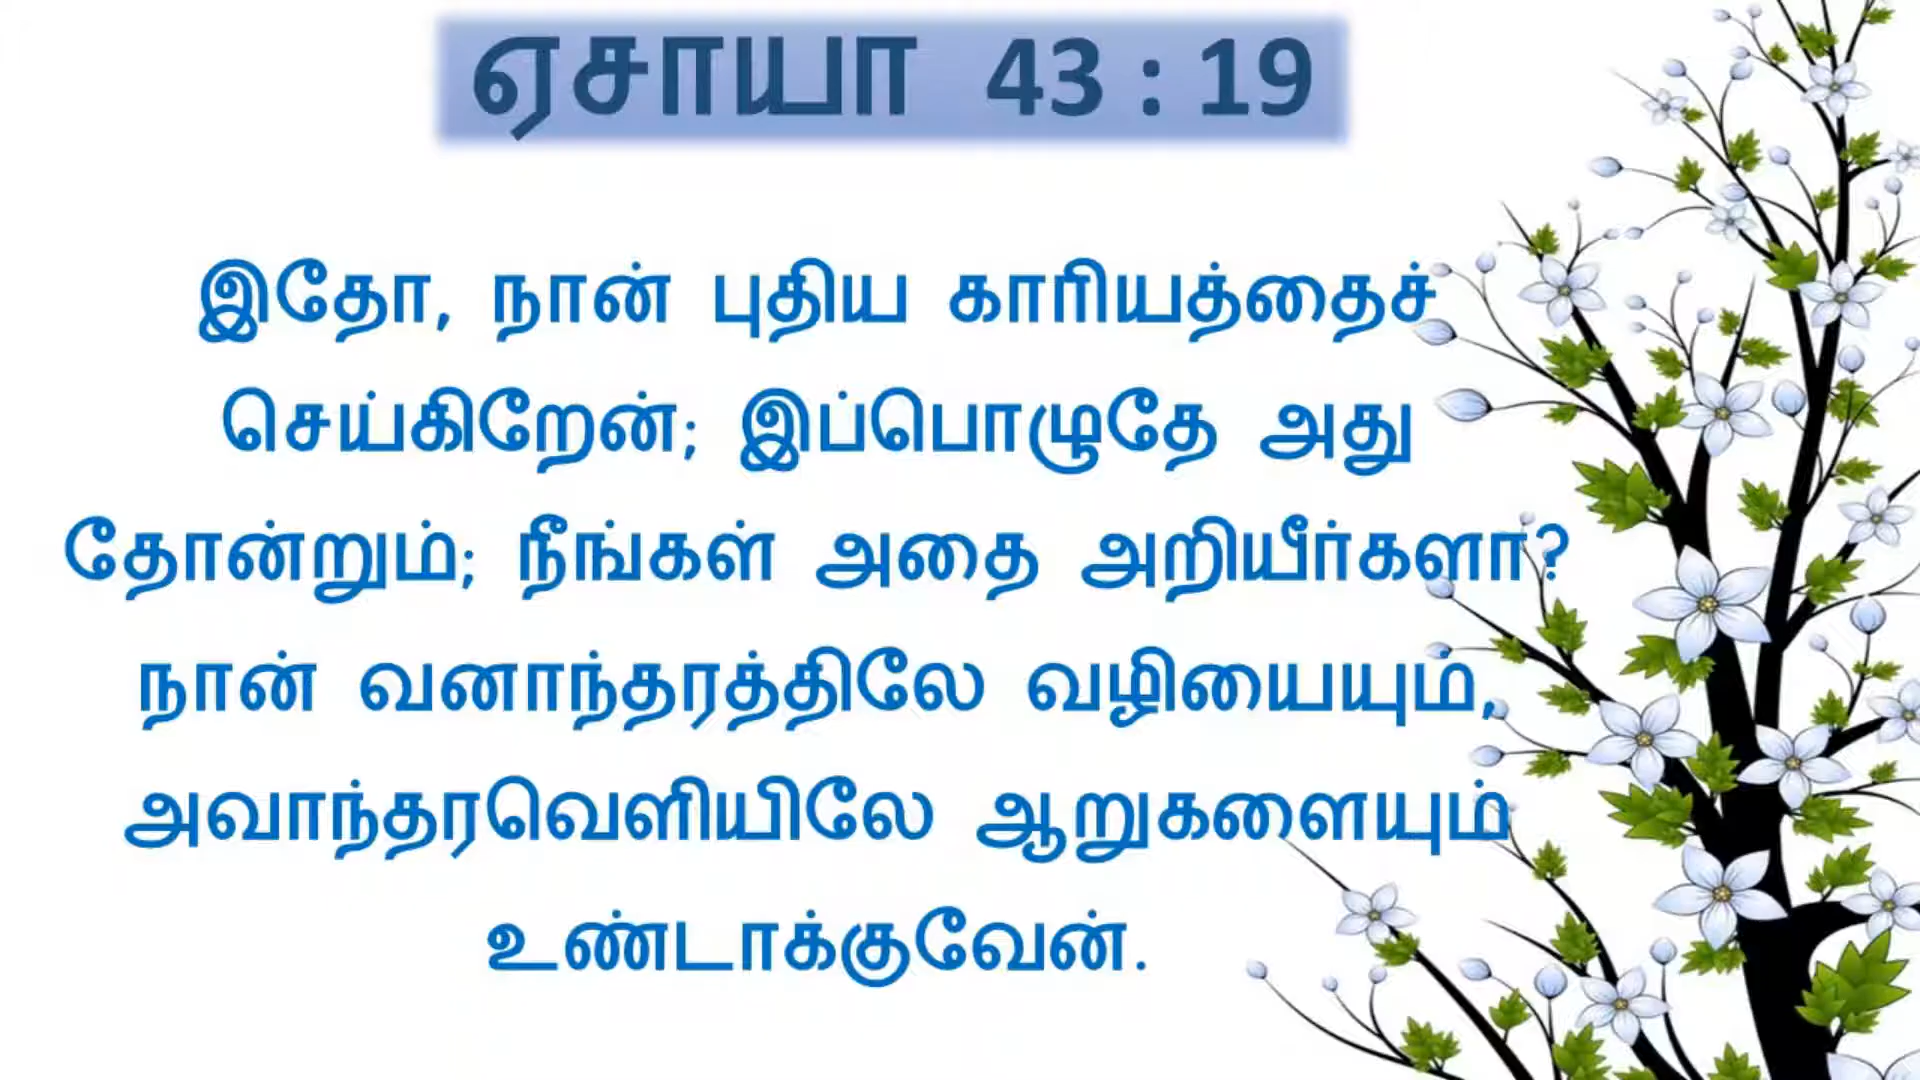 ஏசாயா 43 : 19
இதோ, நான் புதிய காரியத்தைச்
செய்கிறேன்; இப்பொழுதே அது
தோன்றும்; நீங்கள் அதை அறியீர்களா?
நான் வனாந்தரத்திலே வழியையும்,
அவாந்தரவெளியிலே ஆறுகளையும்
உண்டாக்குவேன்.